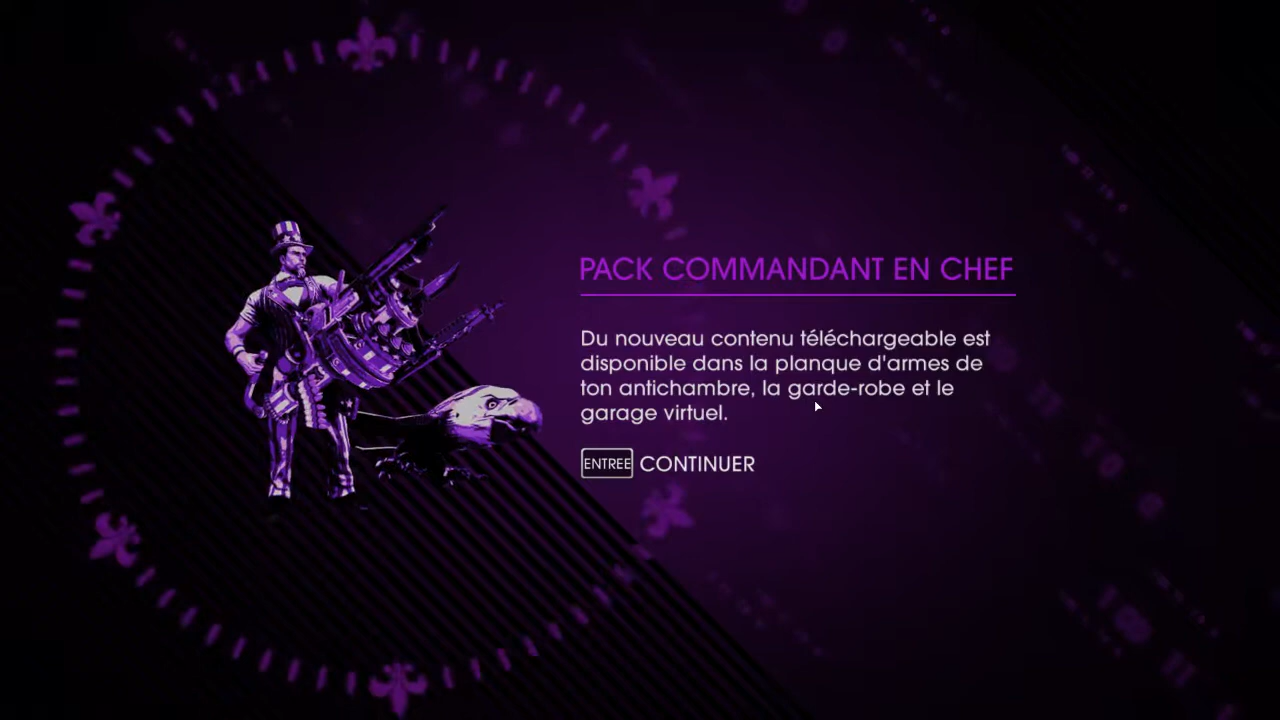 PACK COMMANDANT EN CHEF
Du nouveau contenu téléchargeable est
disponible dans la planque d'armes de
ton antichambre, la garde-robe et le
garage virtuel.
ENTREE CONTINUER